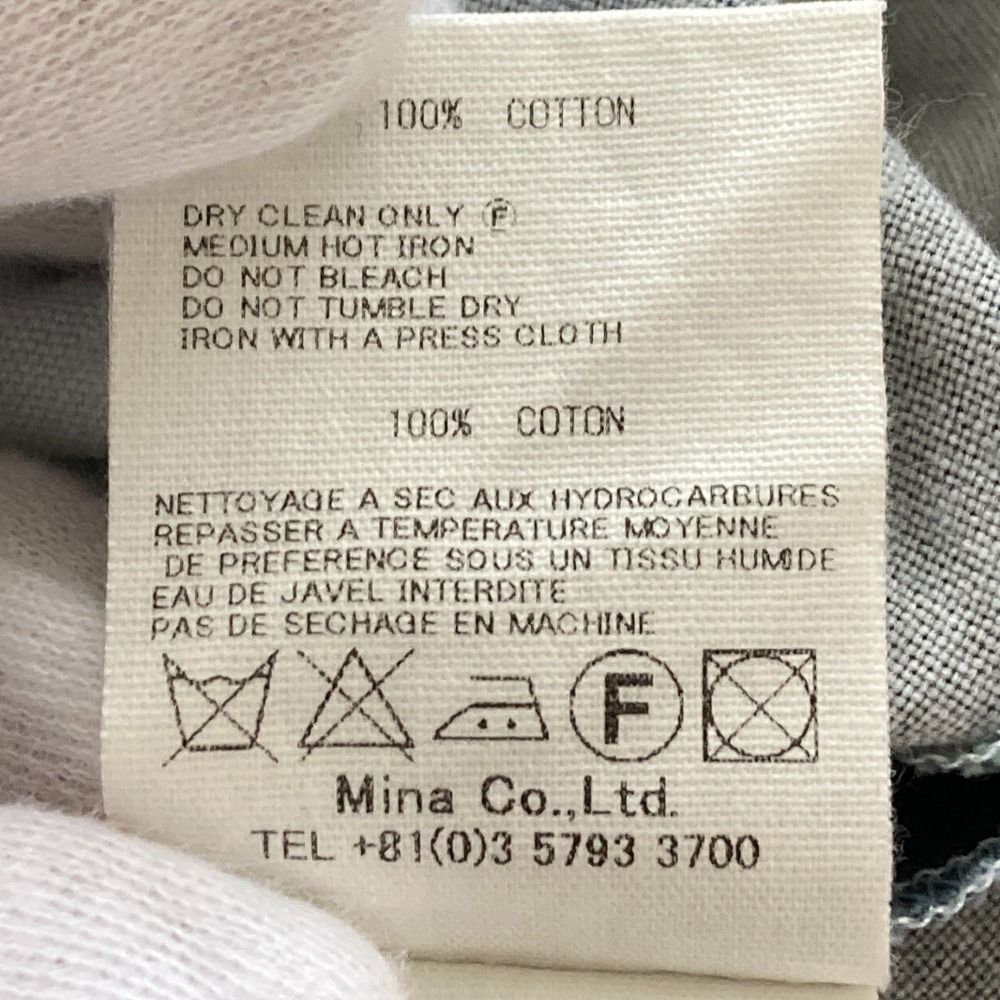 100% COTTON
DRY CLEAN ONLY Ⓕ
MEDIUM HOT IRON
DO NOT BLEACH
DO NOT TUMBLE DRY
IRON WITH A PRESS CLOTH
100% COTON
NETTOYAGE A SEC AUX HYDROCARBURES
REPASSER A TEMPERATURE MOYENNE
DE PREFERENCE SOUS UN TISSU HUMIDE
EAU DE JAVEL INTERDITE
PAS DE SECHAGE EN MACHINE
F
Mina Co.,Ltd.
TEL +81(0)3 5793 3700